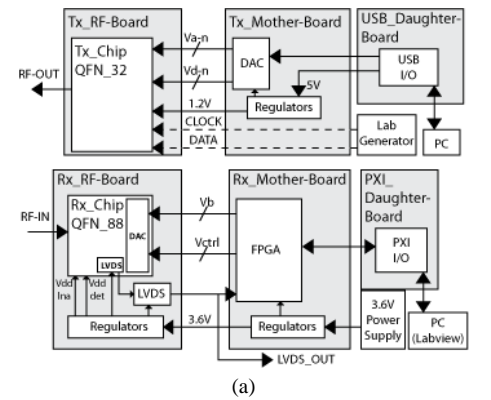 Tx_RF-Board
Tx_Mother-Board
USB_Daughter-
Board
Tx_Chip
QFN_32
Va-n
Vd-n
DAC
USB
I/O
RF-OUT
5V
1.2V
Regulators
CLOCK
DATA
Lab
Generator
PC
Rx_RF-Board
Rx_Mother-Board
PXI_
Daughter-
Board
RF-IN
Rx_Chip
QFN_88
DAC
LVDS
Vb
Vctrl
FPGA
PXI
I/O
Vdd
lna
Vdd
det
LVDS
Regulators
3.6V
Regulators
3.6V
Power
Supply
PC
(Labview)
LVDS_OUT
(a)